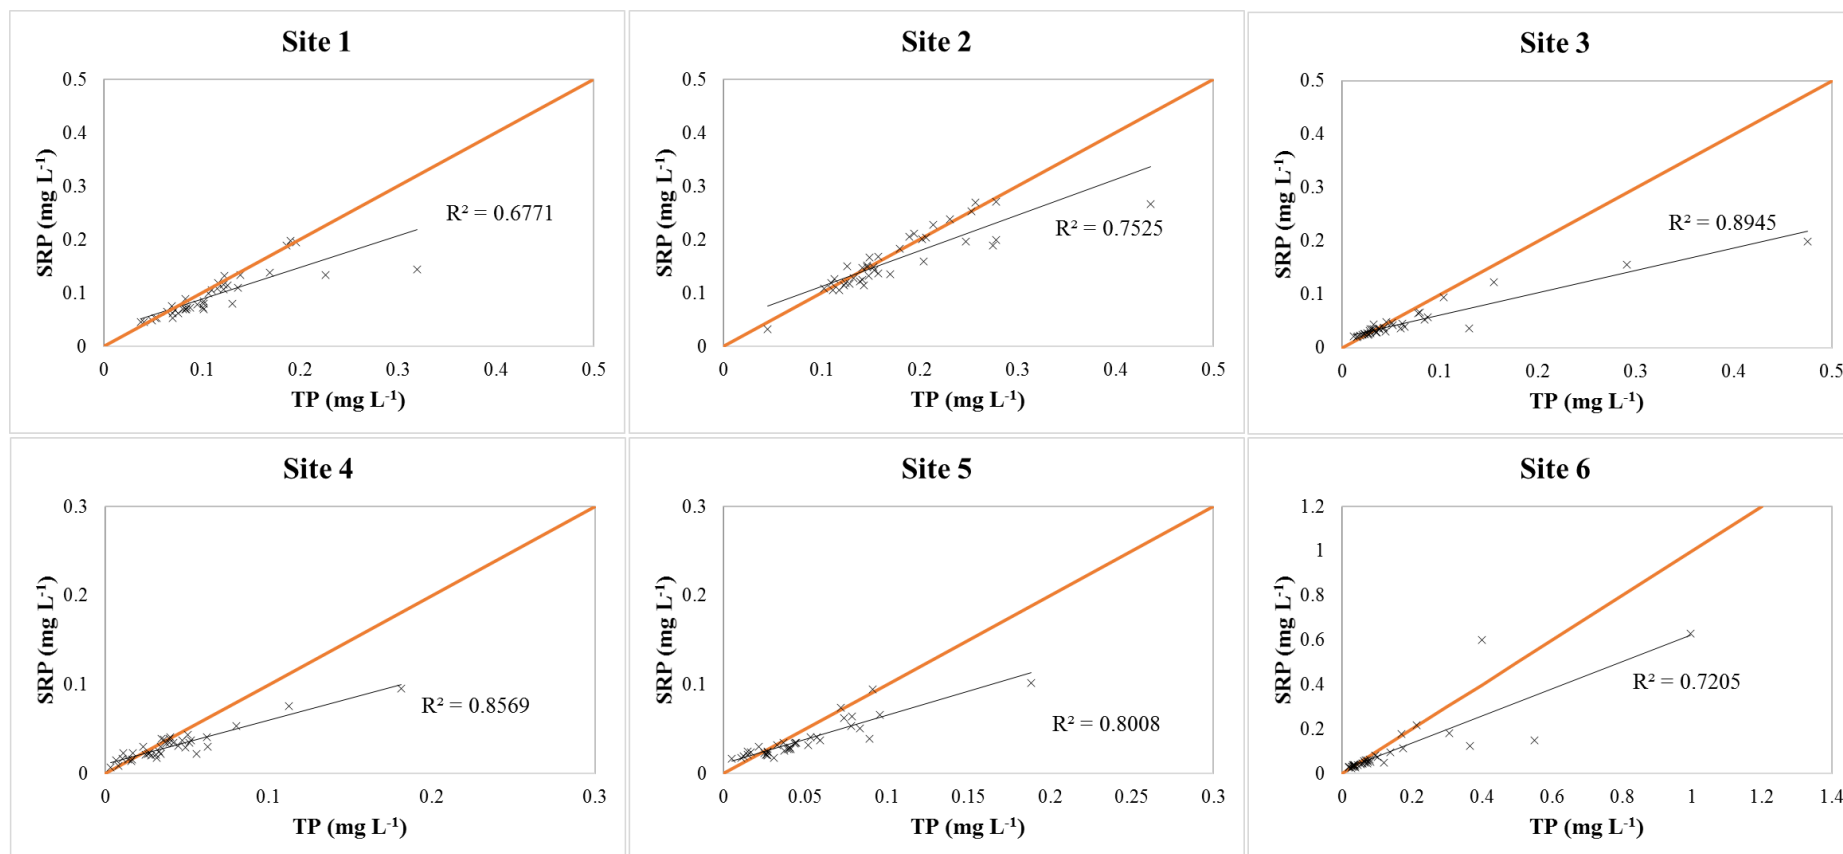 Site 1
SRP (mg L⁻¹)
0.5
0.4
0.3
0.2
0.1
0
R² = 0.6771
0 0.1 0.2 0.3 0.4 0.5
TP (mg L⁻¹)
Site 2
SRP (mg L⁻¹)
0.5
0.4
0.3
0.2
0.1
0
R² = 0.7525
0 0.1 0.2 0.3 0.4 0.5
TP (mg L⁻¹)
Site 3
SRP (mg L⁻¹)
0.5
0.4
0.3
0.2
0.1
0
R² = 0.8945
0 0.1 0.2 0.3 0.4 0.5
TP (mg L⁻¹)
Site 4
SRP (mg L⁻¹)
0.3
0.2
0.1
0
R² = 0.8569
0 0.1 0.2 0.3
TP (mg L⁻¹)
Site 5
SRP (mg L⁻¹)
0.3
0.2
0.1
0
R² = 0.8008
0 0.05 0.1 0.15 0.2 0.25 0.3
TP (mg L⁻¹)
Site 6
SRP (mg L⁻¹)
1.2
1
0.8
0.6
0.4
0.2
0
R² = 0.7205
0 0.2 0.4 0.6 0.8 1 1.2 1.4
TP (mg L⁻¹)